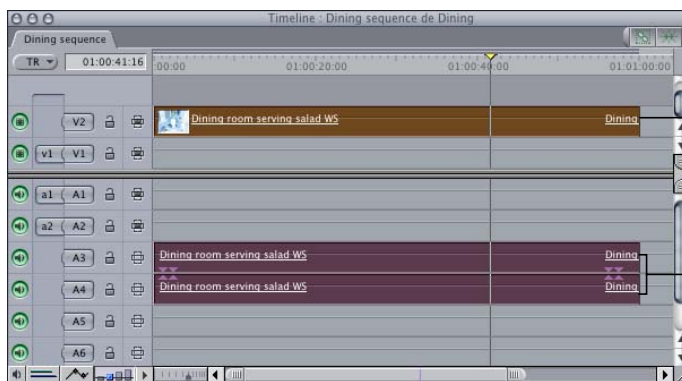 Timeline : Dining sequence de Dining
Dining sequence
TR 01:00:41:16 :00:00 01:00:20:00 01:00:40:00 01:01:00:00
V2 Dining room serving salad WS Dining
v1 V1
a1 A1
a2 A2
A3 Dining room serving salad WS Dining
A4 Dining room serving salad WS Dining
A5
A6